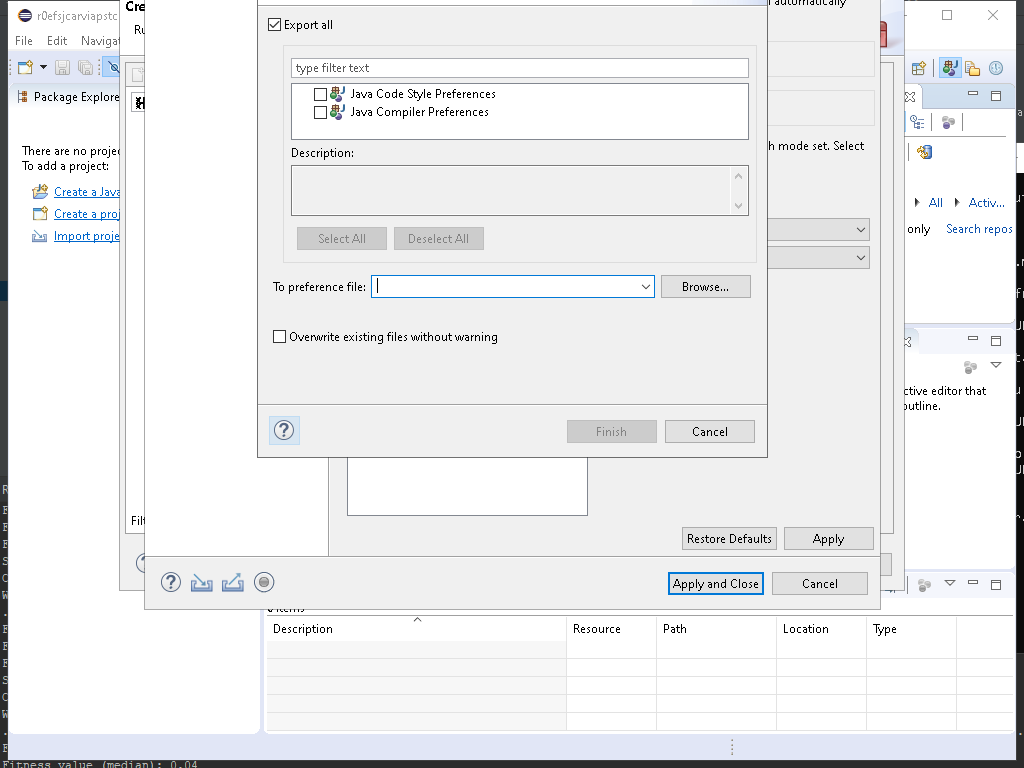 r0efsjcarviapstc
Cre
automatically
File Edit Navigat
Ru
Export all
type filter text
Package Explore
Java Code Style Preferences
Java Compiler Preferences
h mode set. Select
There are no projec
To add a project:
Description:
Create a Java
All
Activ...
Create a proj
only
Search repos
Import proje
Select All
Deselect All
To preference file:
Browse...
Overwrite existing files without warning
ctive editor that
outline.
Finish
Cancel
Filt
Restore Defaults
Apply
Apply and Close
Cancel
Description
Resource
Path
Location
Type
Fitness value (median): 0.04